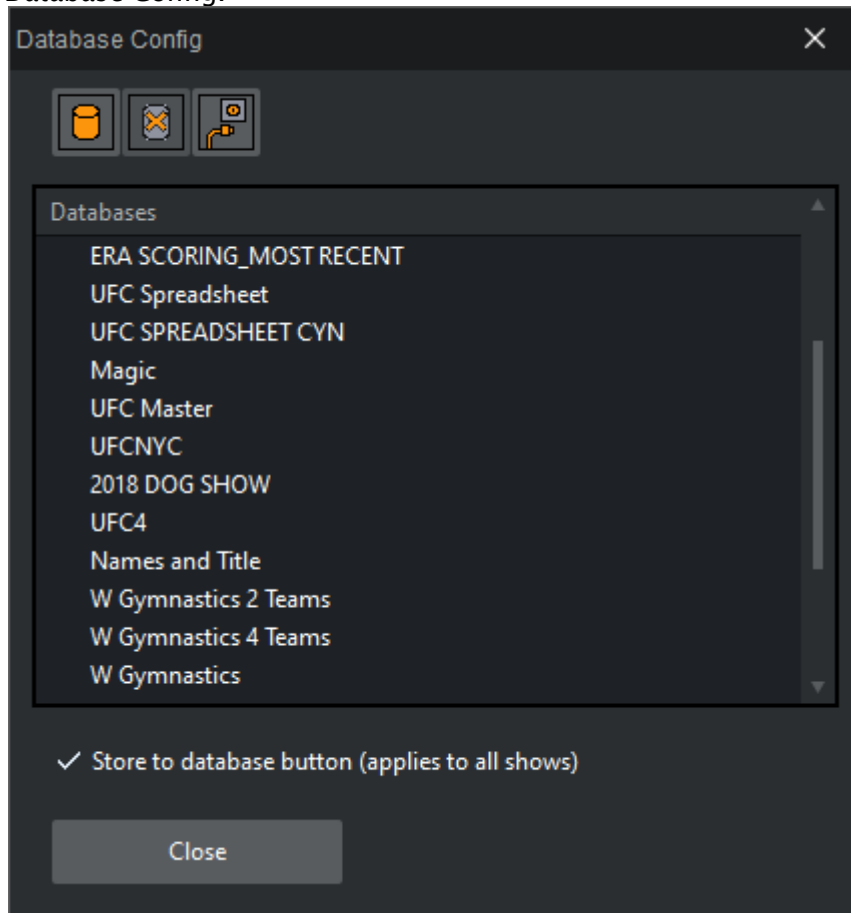 Database Config
Databases
ERA SCORING_MOST RECENT
UFC Spreadsheet
UFC SPREADSHEET CYN
Magic
UFC Master
UFCNYC
2018 DOG SHOW
UFC4
Names and Title
W Gymnastics 2 Teams
W Gymnastics 4 Teams
W Gymnastics
Store to database button (applies to all shows)
Close